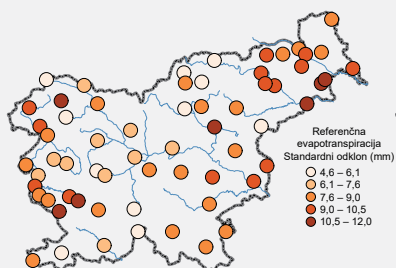 Referenčna
evapotranspiracija
Standardni odklon (mm)
4,6 – 6,1
6,1 – 7,6
7,6 – 9,0
9,0 – 10,5
10,5 – 12,0